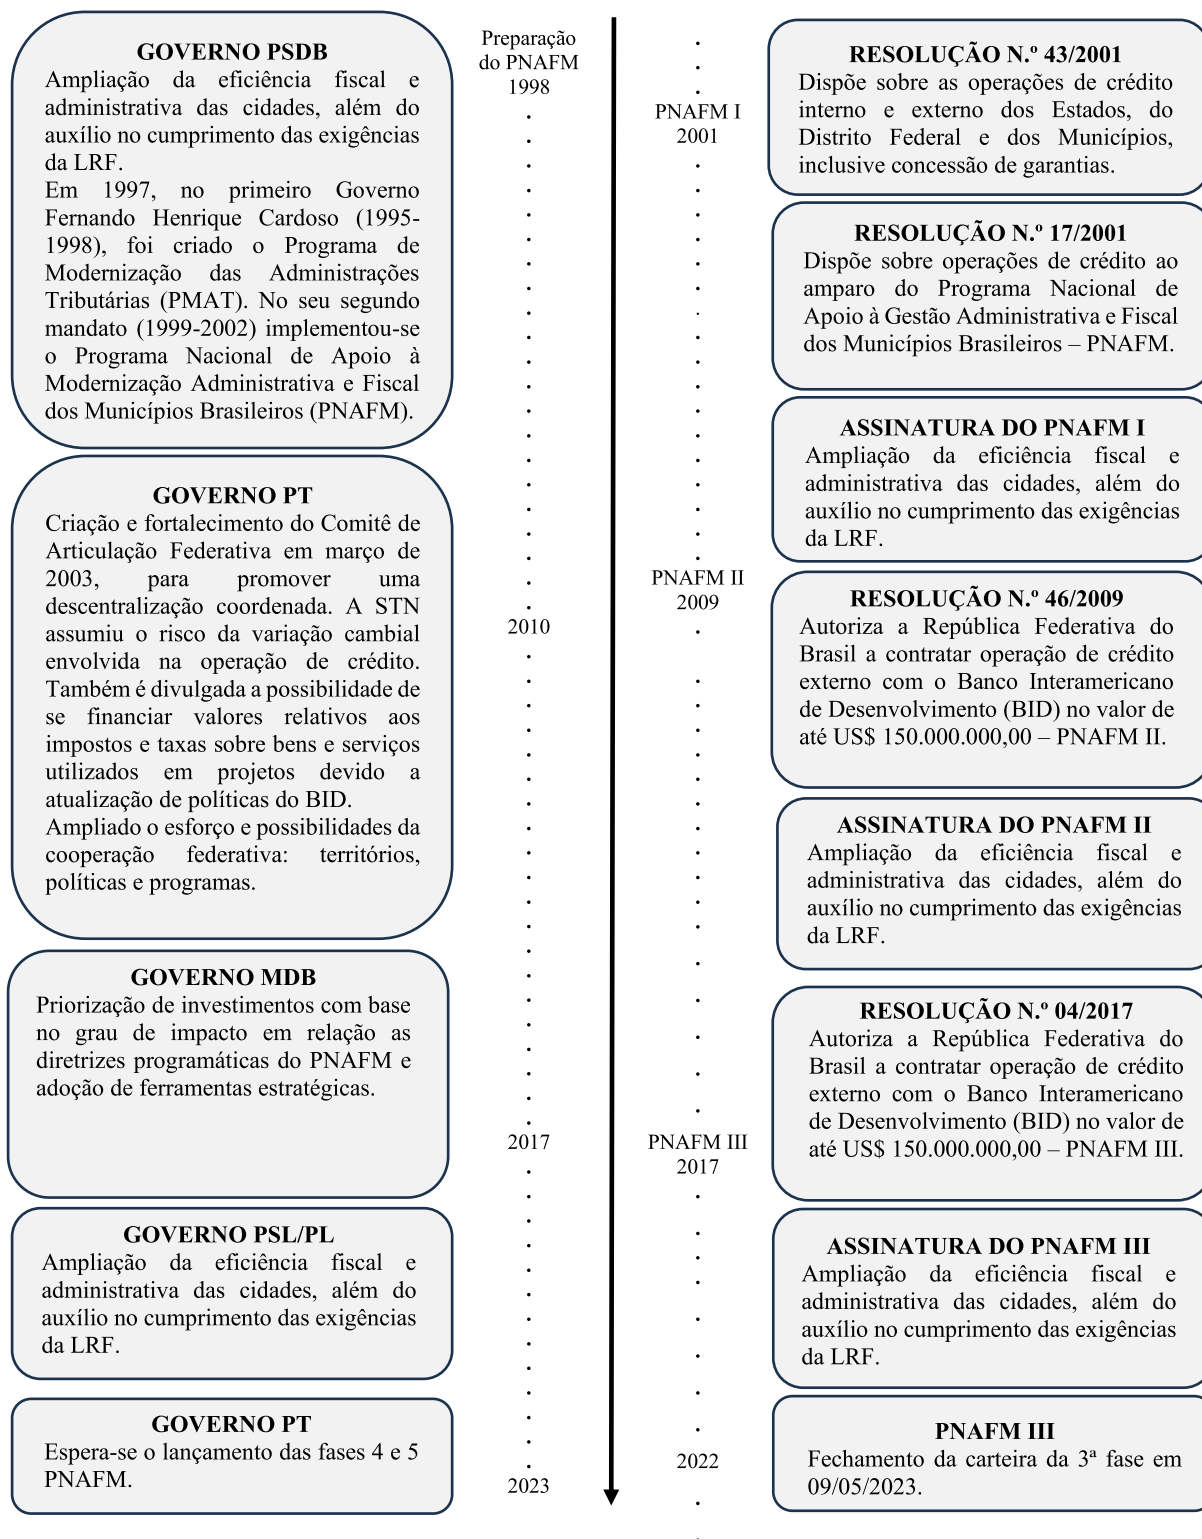 GOVERNO PSDB
Ampliação da eficiência fiscal e
administrativa das cidades, além do
auxílio no cumprimento das exigências
da LRF.
Em 1997, no primeiro Governo
Fernando Henrique Cardoso (1995-
1998), foi criado o Programa de
Modernização das Administrações
Tributárias (PMAT). No seu segundo
mandato (1999-2002) implementou-se
o Programa Nacional de Apoio à
Modernização Administrativa e Fiscal
dos Municípios Brasileiros (PNAFM).
GOVERNO PT
Criação e fortalecimento do Comitê de
Articulação Federativa em março de
2003, para promover uma
descentralização coordenada. A STN
assumiu o risco da variação cambial
envolvida na operação de crédito.
Também é divulgada a possibilidade de
se financiar valores relativos aos
impostos e taxas sobre bens e serviços
utilizados em projetos devido a
atualização de políticas do BID.
Ampliado o esforço e possibilidades da
cooperação federativa: territórios,
políticas e programas.
GOVERNO MDB
Priorização de investimentos com base
no grau de impacto em relação as
diretrizes programáticas do PNAFM e
adoção de ferramentas estratégicas.
GOVERNO PSL/PL
Ampliação da eficiência fiscal e
administrativa das cidades, além do
auxílio no cumprimento das exigências
da LRF.
GOVERNO PT
Espera-se o lançamento das fases 4 e 5
PNAFM.
Preparação
do PNAFM
1998
2010
2017
2023
PNAFM I
2001
PNAFM II
2009
PNAFM III
2017
2022
RESOLUÇÃO N.º 43/2001
Dispõe sobre as operações de crédito
interno e externo dos Estados, do
Distrito Federal e dos Municípios,
inclusive concessão de garantias.
RESOLUÇÃO N.º 17/2001
Dispõe sobre operações de crédito ao
amparo do Programa Nacional de
Apoio à Gestão Administrativa e Fiscal
dos Municípios Brasileiros – PNAFM.
ASSINATURA DO PNAFM I
Ampliação da eficiência fiscal e
administrativa das cidades, além do
auxílio no cumprimento das exigências
da LRF.
RESOLUÇÃO N.º 46/2009
Autoriza a República Federativa do
Brasil a contratar operação de crédito
externo com o Banco Interamericano
de Desenvolvimento (BID) no valor de
até US$ 150.000.000,00 – PNAFM II.
ASSINATURA DO PNAFM II
Ampliação da eficiência fiscal e
administrativa das cidades, além do
auxílio no cumprimento das exigências
da LRF.
RESOLUÇÃO N.º 04/2017
Autoriza a República Federativa do
Brasil a contratar operação de crédito
externo com o Banco Interamericano
de Desenvolvimento (BID) no valor de
até US$ 150.000.000,00 – PNAFM III.
ASSINATURA DO PNAFM III
Ampliação da eficiência fiscal e
administrativa das cidades, além do
auxílio no cumprimento das exigências
da LRF.
PNAFM III
Fechamento da carteira da 3ª fase em
09/05/2023.